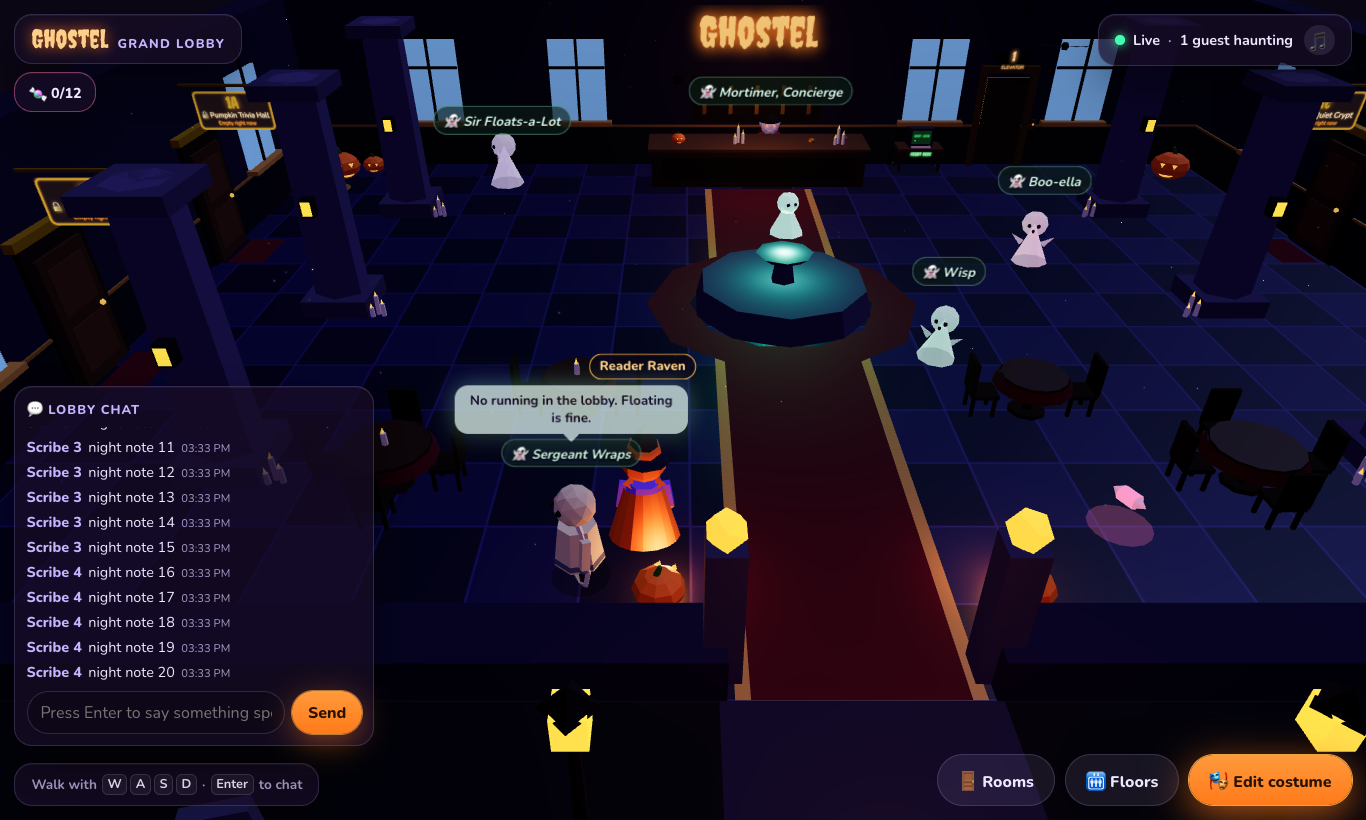 GHOSTEL GRAND LOBBY
GHOSTEL
Live · 1 guest haunting
0/12
1A
Pumpkin Trivia Hall
Empty right now
Sir Floats-a-Lot
Mortimer, Concierge
1
ELEVATOR
Quiet Crypt
right now
Boo-ella
Wisp
Reader Raven
No running in the lobby. Floating
is fine.
Sergeant Wraps
LOBBY CHAT
Scribe 3 night note 11 03:33 PM
Scribe 3 night note 12 03:33 PM
Scribe 3 night note 13 03:33 PM
Scribe 3 night note 14 03:33 PM
Scribe 3 night note 15 03:33 PM
Scribe 4 night note 16 03:33 PM
Scribe 4 night note 17 03:33 PM
Scribe 4 night note 18 03:33 PM
Scribe 4 night note 19 03:33 PM
Scribe 4 night note 20 03:33 PM
Press Enter to say something sp
Send
Walk with W A S D · Enter to chat
Rooms
Floors
Edit costume